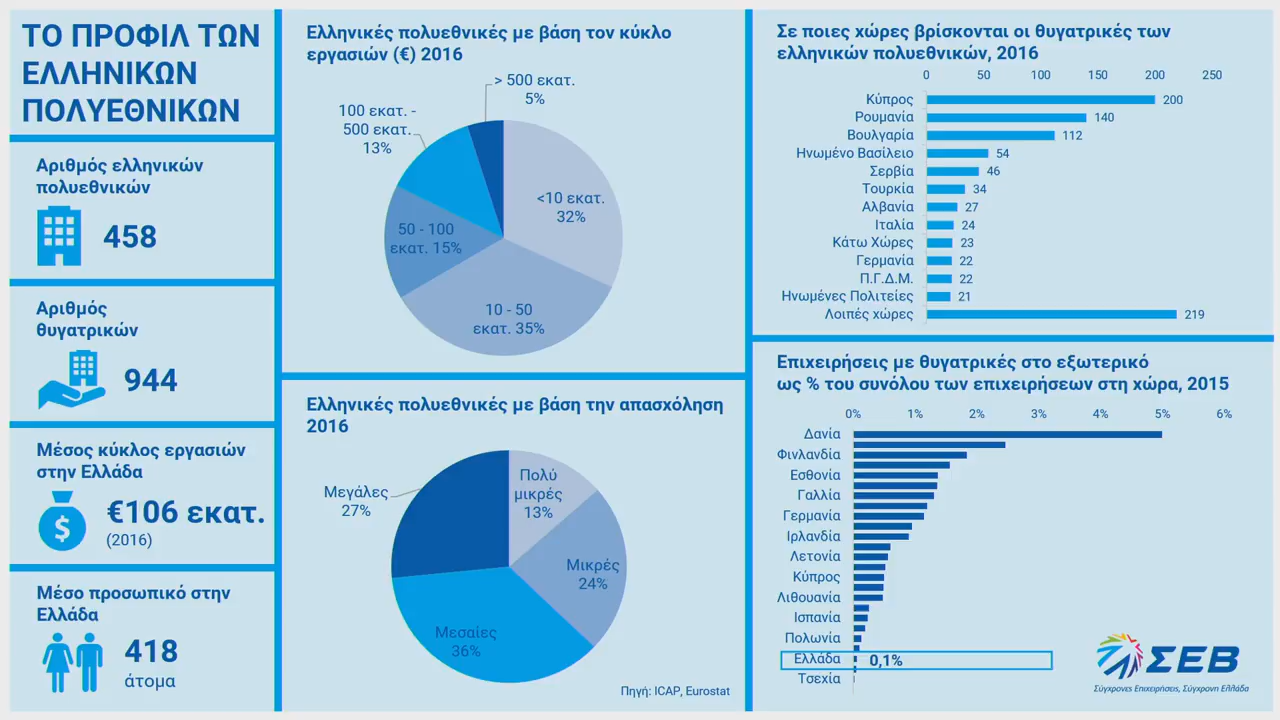 ΤΟ ΠΡΟΦΙΛ ΤΩΝ
ΕΛΛΗΝΙΚΩΝ
ΠΟΛΥΕΘΝΙΚΩΝ
Αριθμός ελληνικών
πολυεθνικών
458
Αριθμός
θυγατρικών
944
Μέσος κύκλος εργασιών
στην Ελλάδα
$
€106 εκατ.
(2016)
Μέσο προσωπικό στην
Ελλάδα
418
άτομα
Ελληνικές πολυεθνικές με βάση τον κύκλο
εργασιών (€) 2016
> 500 εκατ.
5%
100 εκατ. -
500 εκατ.
13%
<10 εκατ.
32%
50 - 100
εκατ. 15%
10 - 50
εκατ. 35%
Ελληνικές πολυεθνικές με βάση την απασχόληση
2016
Πολύ
μικρές
13%
Μεγάλες
27%
Μικρές
24%
Μεσαίες
36%
Πηγή: ICAP, Eurostat
Σε ποιες χώρες βρίσκονται οι θυγατρικές των
ελληνικών πολυεθνικών, 2016
0 50 100 150 200 250
Κύπρος 200
Ρουμανία 140
Βουλγαρία 112
Ηνωμένο Βασίλειο 54
Σερβία 46
Τουρκία 34
Αλβανία 27
Ιταλία 24
Κάτω Χώρες 23
Γερμανία 22
Π.Γ.Δ.Μ. 22
Ηνωμένες Πολιτείες 21
Λοιπές χώρες 219
Επιχειρήσεις με θυγατρικές στο εξωτερικό
ως % του συνόλου των επιχειρήσεων στη χώρα, 2015
0% 1% 2% 3% 4% 5% 6%
Δανία
Φινλανδία
Εσθονία
Γαλλία
Γερμανία
Ιρλανδία
Λετονία
Κύπρος
Λιθουανία
Ισπανία
Πολωνία
Ελλάδα 0,1%
Τσεχία
ΣΕΒ
Σύγχρονες Επιχειρήσεις, Σύγχρονη Ελλάδα